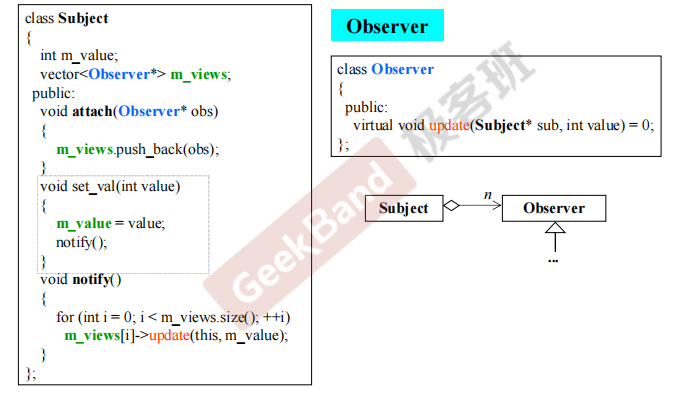 class Subject
{
int m_value;
vector<Observer*> m_views;
public:
void attach(Observer* obs)
{
m_views.push_back(obs);
}
void set_val(int value)
{
m_value = value;
notify();
}
void notify()
{
for (int i = 0; i < m_views.size(); ++i)
m_views[i]->update(this, m_value);
}
};
Observer
class Observer
{
public:
virtual void update(Subject* sub, int value) = 0;
};
Subject
n
Observer
...
GeekBand 极客班